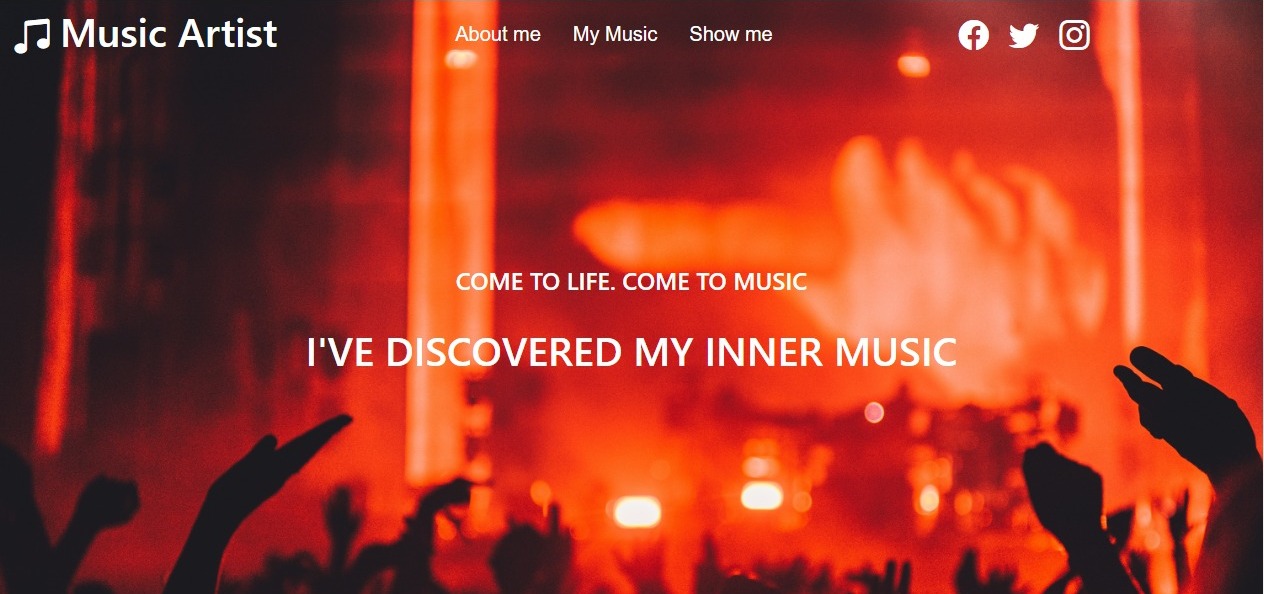 Music Artist
About me My Music Show me
COME TO LIFE. COME TO MUSIC
I'VE DISCOVERED MY INNER MUSIC